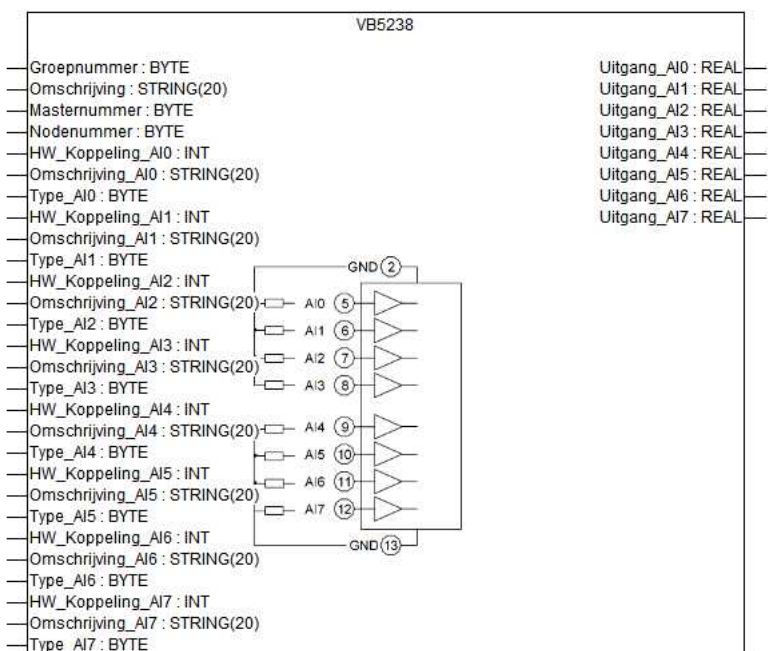 VB5238
Groepnummer : BYTE
Omschrijving : STRING(20)
Masternummer : BYTE
Nodenummer : BYTE
HW_Koppeling_AI0 : INT
Omschrijving_AI0 : STRING(20)
Type_AI0 : BYTE
HW_Koppeling_AI1 : INT
Omschrijving_AI1 : STRING(20)
Type_AI1 : BYTE
HW_Koppeling_AI2 : INT
Omschrijving_AI2 : STRING(20)
Type_AI2 : BYTE
HW_Koppeling_AI3 : INT
Omschrijving_AI3 : STRING(20)
Type_AI3 : BYTE
HW_Koppeling_AI4 : INT
Omschrijving_AI4 : STRING(20)
Type_AI4 : BYTE
HW_Koppeling_AI5 : INT
Omschrijving_AI5 : STRING(20)
Type_AI5 : BYTE
HW_Koppeling_AI6 : INT
Omschrijving_AI6 : STRING(20)
Type_AI6 : BYTE
HW_Koppeling_AI7 : INT
Omschrijving_AI7 : STRING(20)
Type_AI7 : BYTE
GND 2
AI0 5
AI1 6
AI2 7
AI3 8
AI4 9
AI5 10
AI6 11
AI7 12
GND 13
Uitgang_AI0 : REAL
Uitgang_AI1 : REAL
Uitgang_AI2 : REAL
Uitgang_AI3 : REAL
Uitgang_AI4 : REAL
Uitgang_AI5 : REAL
Uitgang_AI6 : REAL
Uitgang_AI7 : REAL